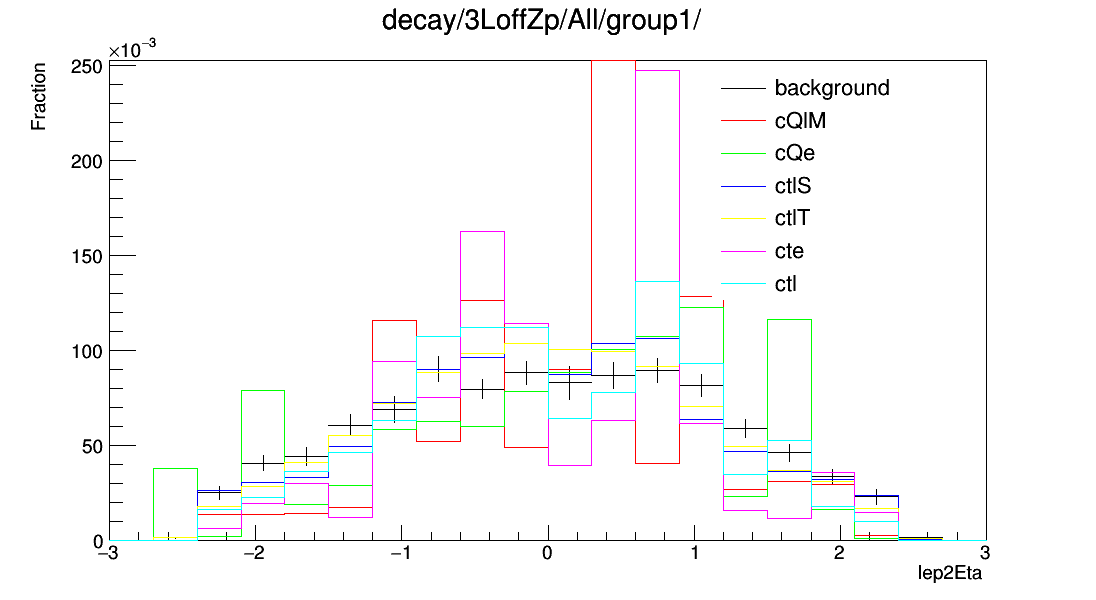 decay/3LoffZp/All/group1/
×10⁻³
Fraction
250
200
150
100
50
0
background
cQlM
cQe
ctlS
ctlT
cte
ctl
−3 −2 −1 0 1 2 3
lep2Eta